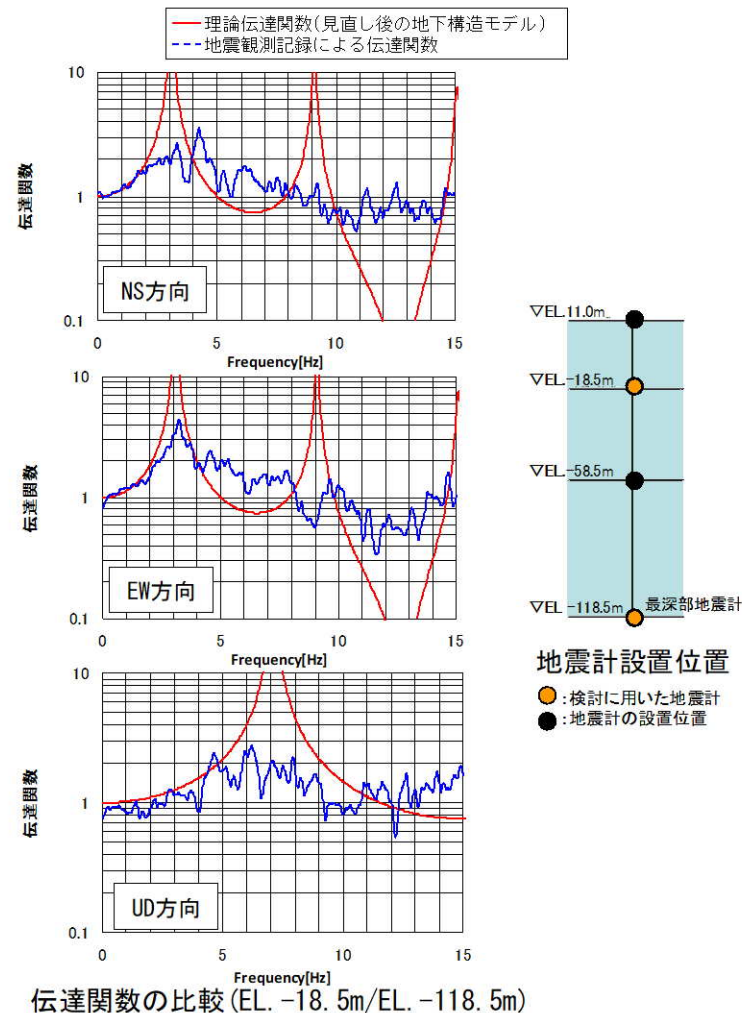 理論伝達関数(見直し後の地下構造モデル)
地震観測記録による伝達関数
10
1
0.1
伝達関数
NS方向
0 5 10 15
Frequency[Hz]
10
1
0.1
伝達関数
EW方向
0 5 10 15
Frequency[Hz]
10
1
0.1
伝達関数
UD方向
0 5 10 15
Frequency[Hz]
伝達関数の比較(EL.-18.5m/EL.-118.5m)
▽EL.11.0m
▽EL.-18.5m
▽EL.-58.5m
▽EL -118.5m 最深部地震計
地震計設置位置
:検討に用いた地震計
:地震計の設置位置